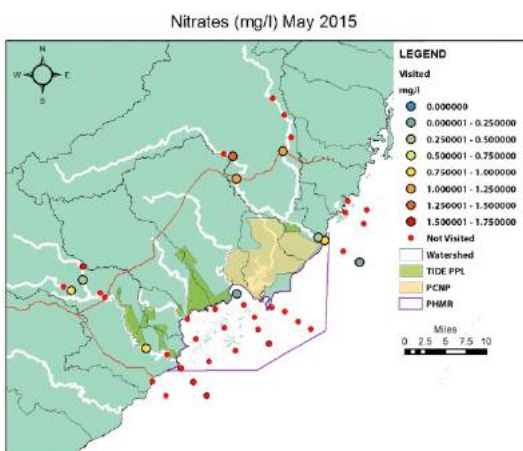 Nitrates (mg/l) May 2015
N
W E
S
LEGEND
Visited
mg/l
0.000000
0.000001 - 0.250000
0.250001 - 0.500000
0.500001 - 0.750000
0.750001 - 1.000000
1.000001 - 1.250000
1.250001 - 1.500000
1.500001 - 1.750000
Not Visited
Watershed
TIDE PPL
PCNP
PHMR
Miles
0 2.5 5 10